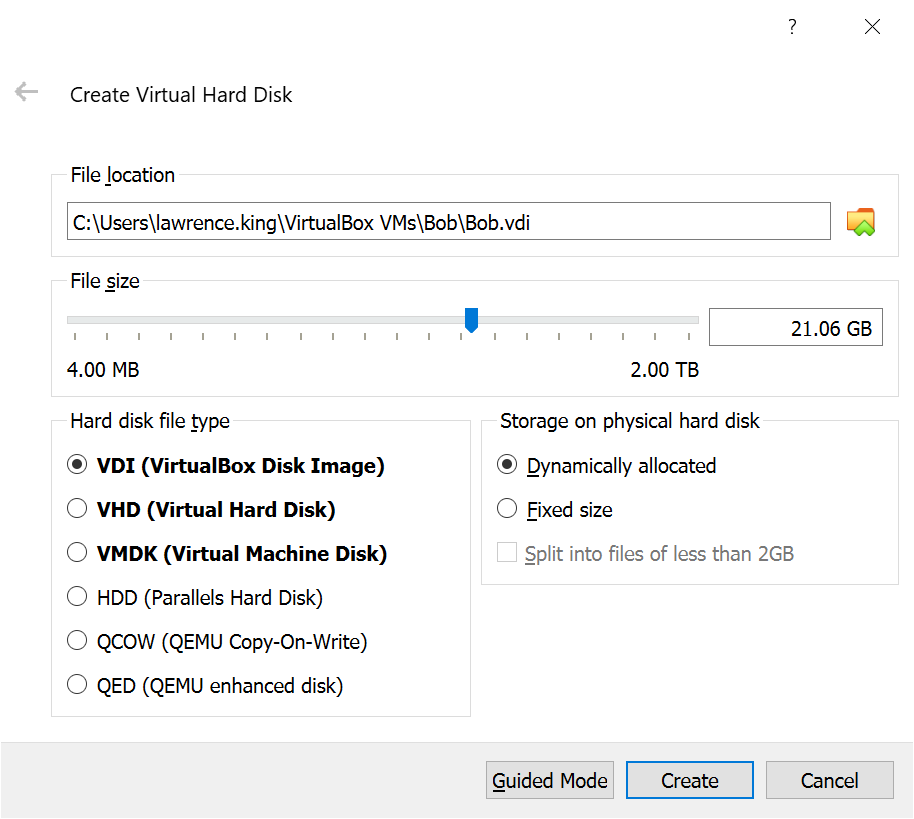 ?
Create Virtual Hard Disk
File location
C:\Users\lawrence.king\VirtualBox VMs\Bob\Bob.vdi
File size
21.06 GB
4.00 MB
2.00 TB
Hard disk file type
VDI (VirtualBox Disk Image)
VHD (Virtual Hard Disk)
VMDK (Virtual Machine Disk)
HDD (Parallels Hard Disk)
QCOW (QEMU Copy-On-Write)
QED (QEMU enhanced disk)
Storage on physical hard disk
Dynamically allocated
Fixed size
Split into files of less than 2GB
Guided Mode
Create
Cancel